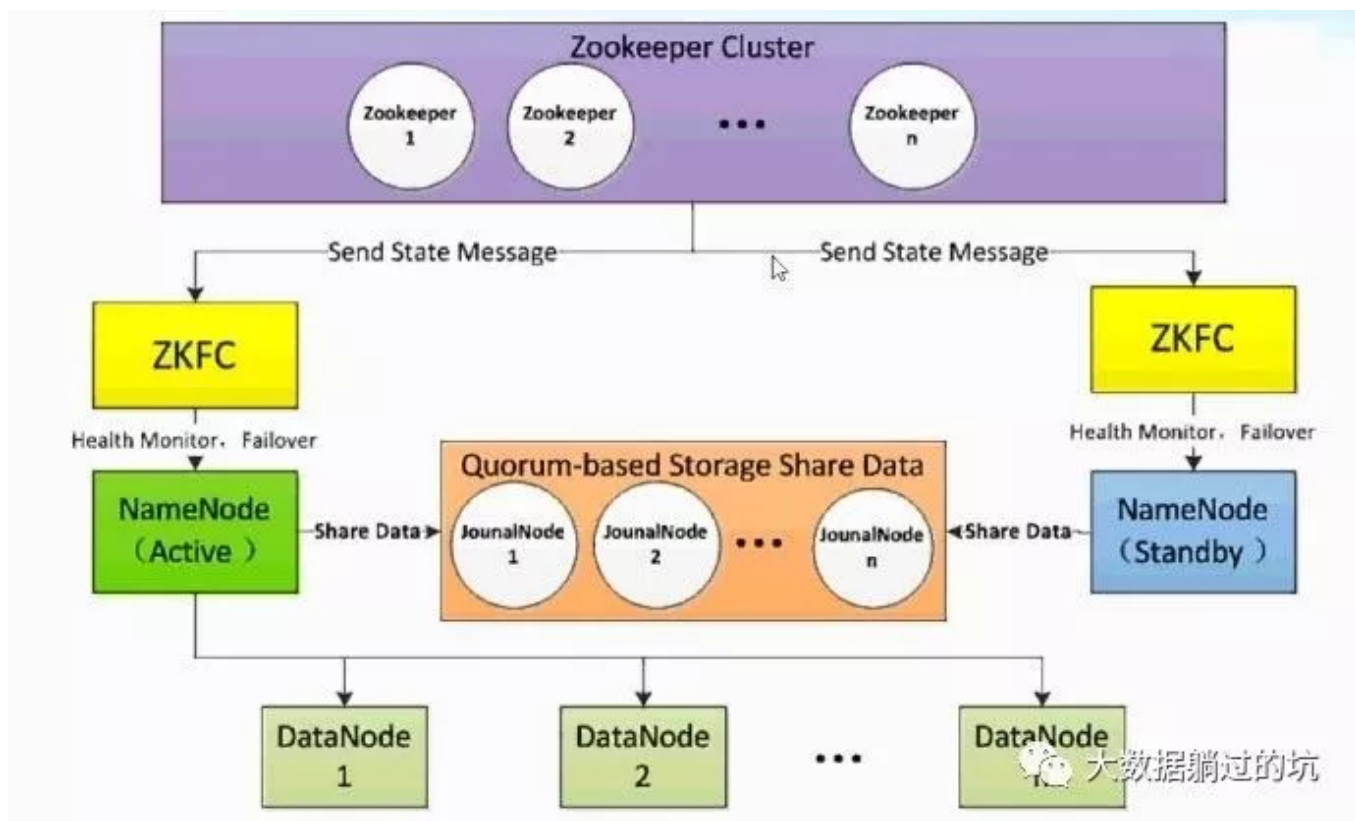 Zookeeper Cluster
Zookeeper
1
Zookeeper
2
•••
Zookeeper
n
Send State Message
Send State Message
ZKFC
ZKFC
Health Monitor，Failover
Health Monitor，Failover
Quorum-based Storage Share Data
NameNode
（Active ）
Share Data
JounalNode
1
JounalNode
2
•••
JounalNode
n
Share Data
NameNode
（Standby ）
DataNode
1
DataNode
2
•••
DataNode
大数据躺过的坑